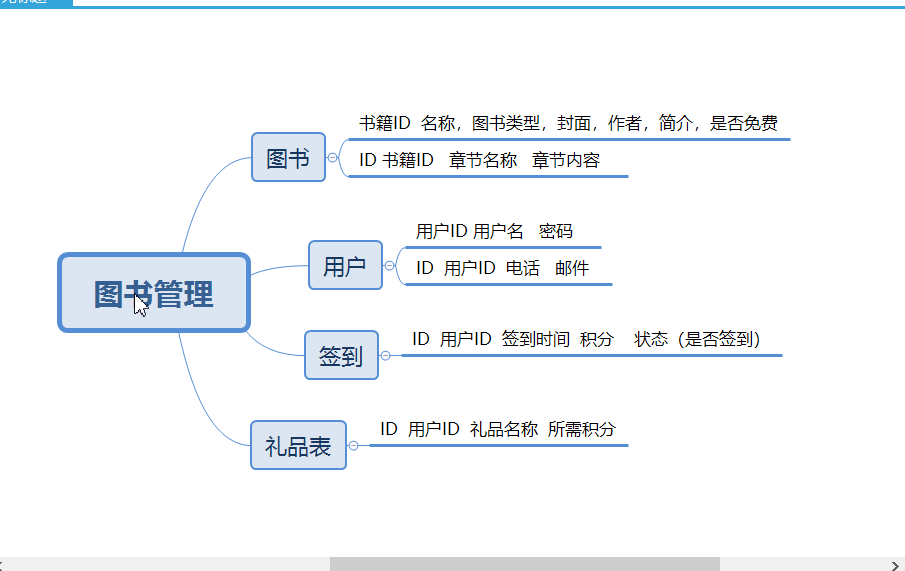 图书管理
图书
书籍ID 名称，图书类型，封面，作者，简介，是否免费
ID 书籍ID 章节名称 章节内容
用户
用户ID 用户名 密码
ID 用户ID 电话 邮件
签到
ID 用户ID 签到时间 积分 状态（是否签到）
礼品表
ID 用户ID 礼品名称 所需积分